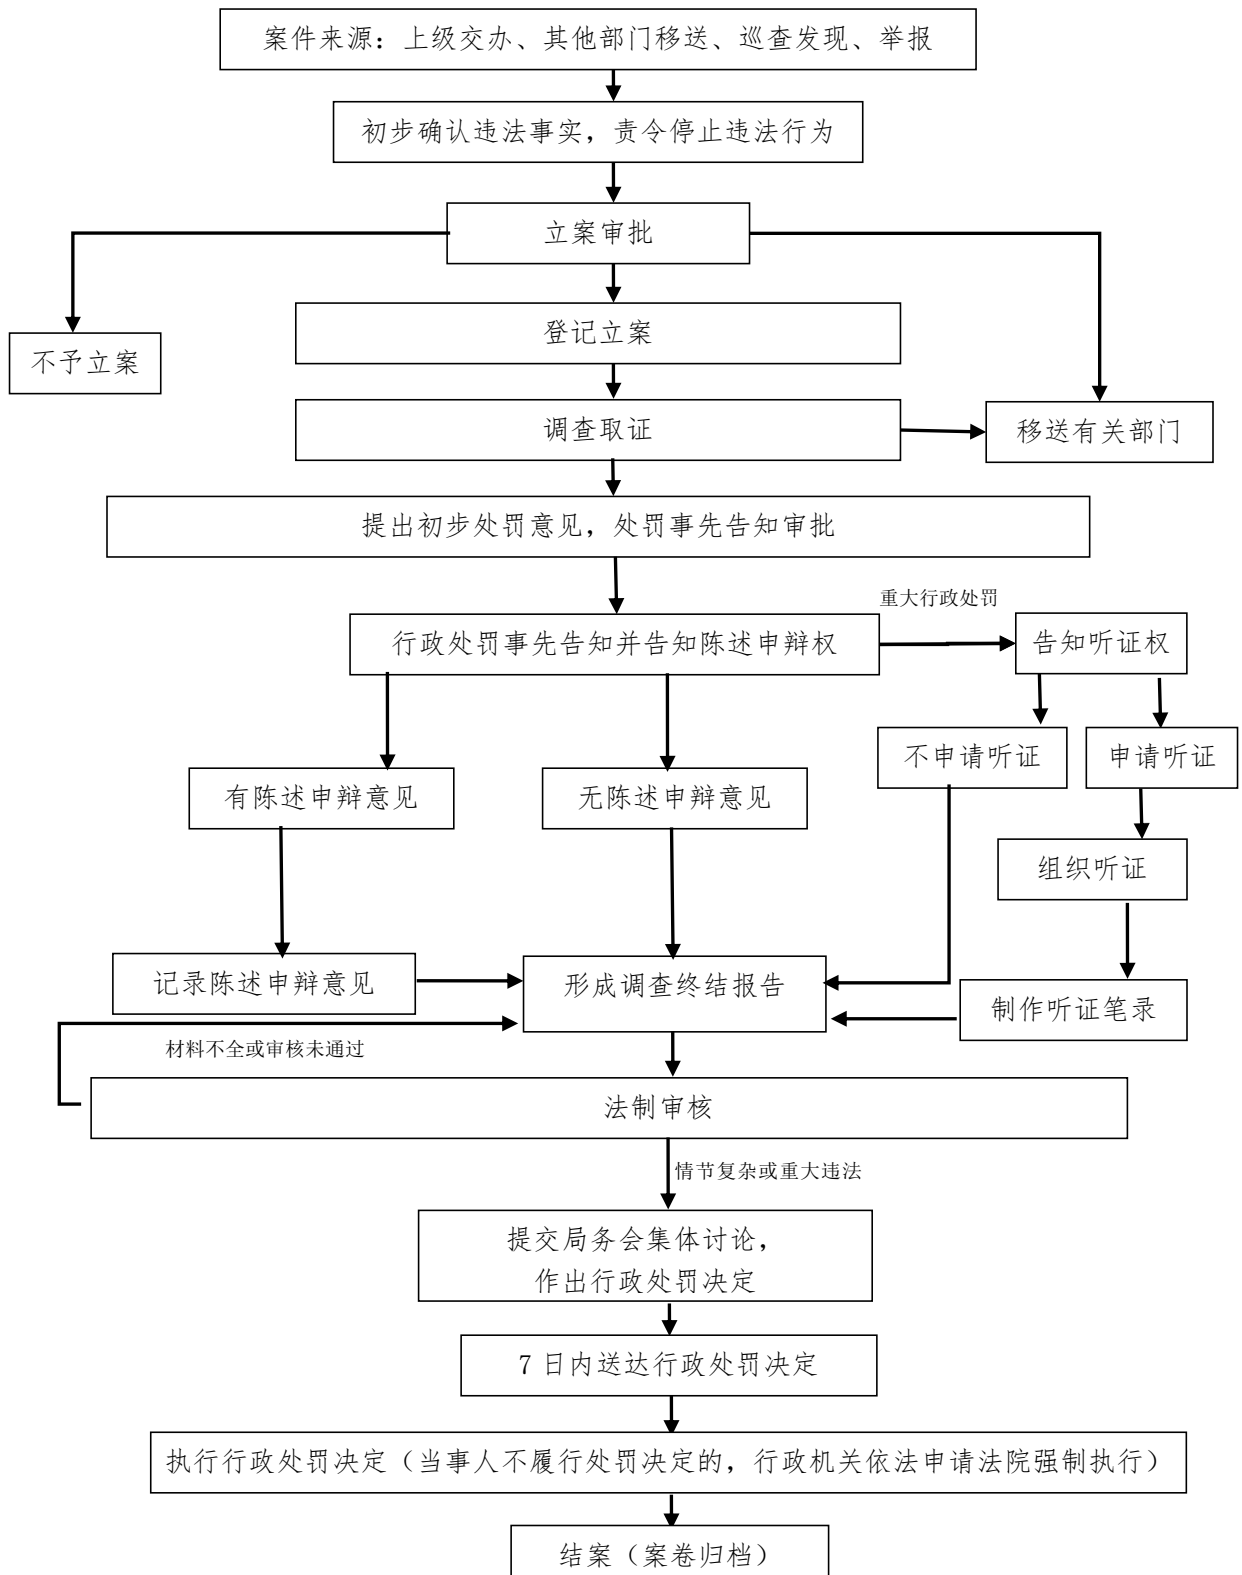 案件来源：上级交办、其他部门移送、巡查发现、举报
初步确认违法事实，责令停止违法行为
立案审批
登记立案
不予立案
调查取证
移送有关部门
提出初步处罚意见，处罚事先告知审批
重大行政处罚
行政处罚事先告知并告知陈述申辩权
告知听证权
不申请听证
申请听证
有陈述申辩意见
无陈述申辩意见
组织听证
记录陈述申辩意见
形成调查终结报告
制作听证笔录
材料不全或审核未通过
法制审核
情节复杂或重大违法
提交局务会集体讨论，
作出行政处罚决定
7 日内送达行政处罚决定
执行行政处罚决定（当事人不履行处罚决定的，行政机关依法申请法院强制执行）
结案（案卷归档）